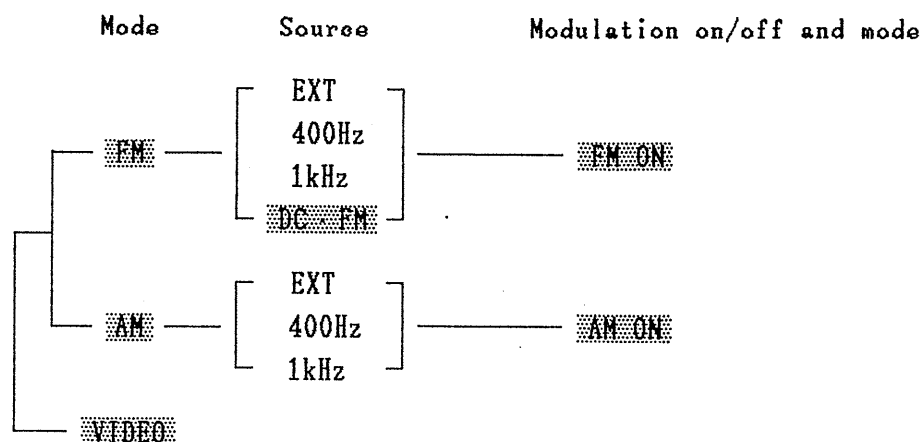 Mode Source Modulation on/off and mode
EXT
400Hz
FM FM ON
1kHz
DC · FM
EXT
AM 400Hz AM ON
1kHz
VIDEO